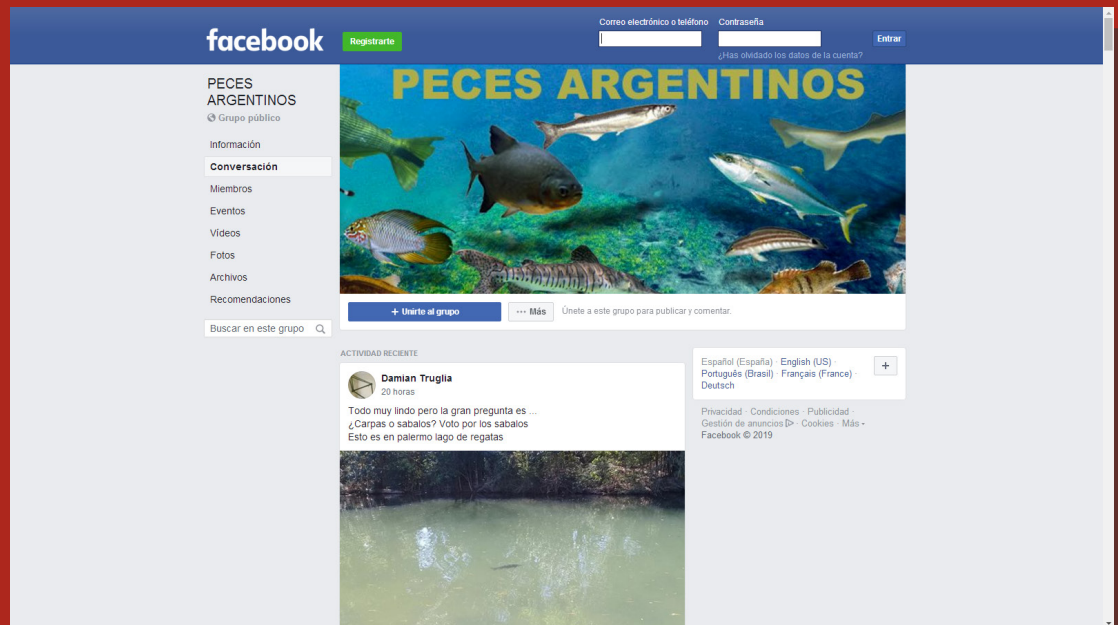 Correo electrónico o teléfono
Contraseña
facebook
Registrarte
Entrar
¿Has olvidado los datos de la cuenta?
PECES
ARGENTINOS
Grupo público
Información
Conversación
Miembros
Eventos
Vídeos
Fotos
Archivos
Recomendaciones
Buscar en este grupo
PECES ARGENTINOS
+ Unirte al grupo
··· Más
Únete a este grupo para publicar y comentar.
ACTIVIDAD RECIENTE
Damian Truglia
20 horas
Todo muy lindo pero la gran pregunta es ...
¿Carpas o sabalos? Voto por los sabalos
Esto es en palermo lago de regatas
Español (España) · English (US) ·
Português (Brasil) · Français (France) ·
Deutsch
+
Privacidad · Condiciones · Publicidad ·
Gestión de anuncios · Cookies · Más
Facebook © 2019